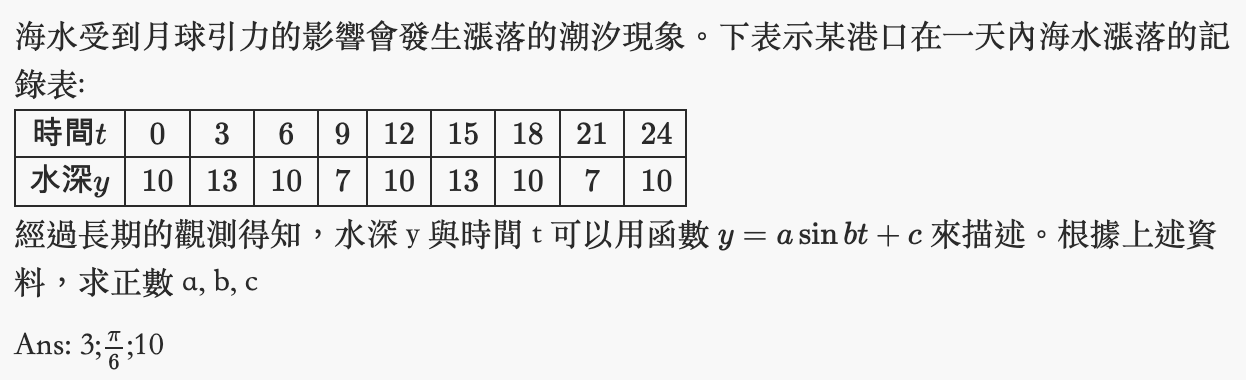 海水受到月球引力的影響會發生漲落的潮汐現象。下表示某港口在一天內海水漲落的記
錄表:
時間t 0 3 6 9 12 15 18 21 24
水深y 10 13 10 7 10 13 10 7 10
經過長期的觀測得知，水深 y 與時間 t 可以用函數 y = a sin bt + c 來描述。根據上述資
料，求正數 a, b, c
Ans: 3;π/6;10